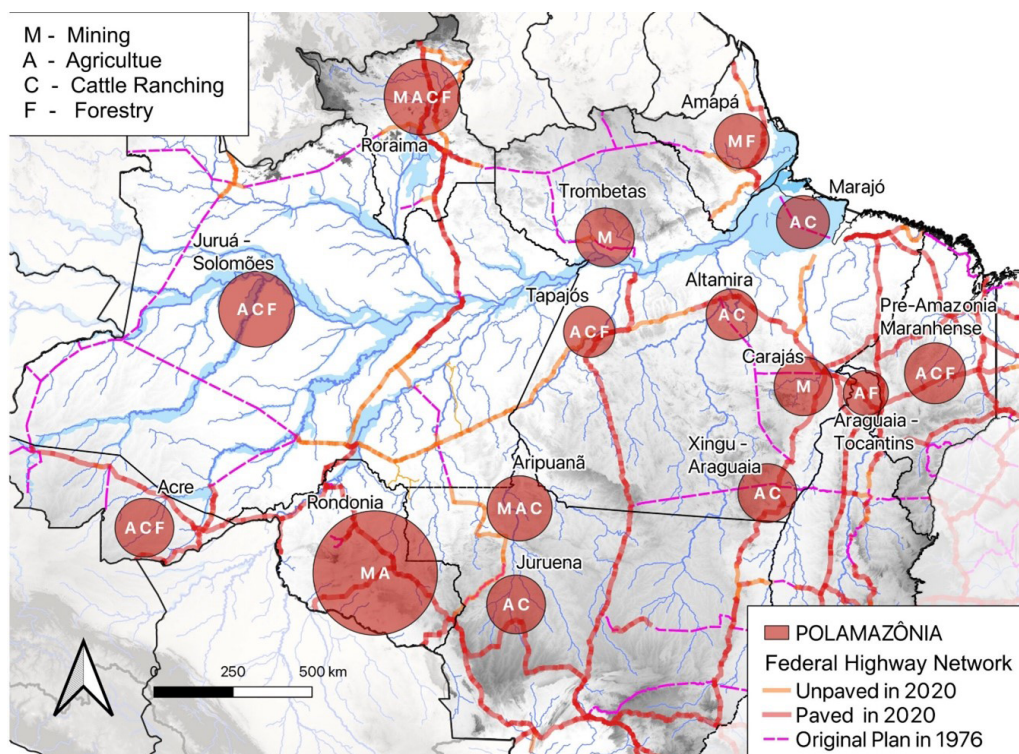 M - Mining
A - Agricultue
C - Cattle Ranching
F - Forestry
M A C F
Roraima
Amapá
M F
Trombetas
M
Marajó
A C
Juruá -
Solomões
A C F
Tapajós
A C F
Altamira
A C
Pre-Amazonia
Maranhense
A C F
Carajás
M
A F
Araguaia -
Tocantins
Xingu -
Araguaia
A C
Acre
A C F
Rondonia
M A
Aripuanã
M A C
Juruena
A C
0 250 500 km
POLAMAZÔNIA
Federal Highway Network
Unpaved in 2020
Paved in 2020
Original Plan in 1976